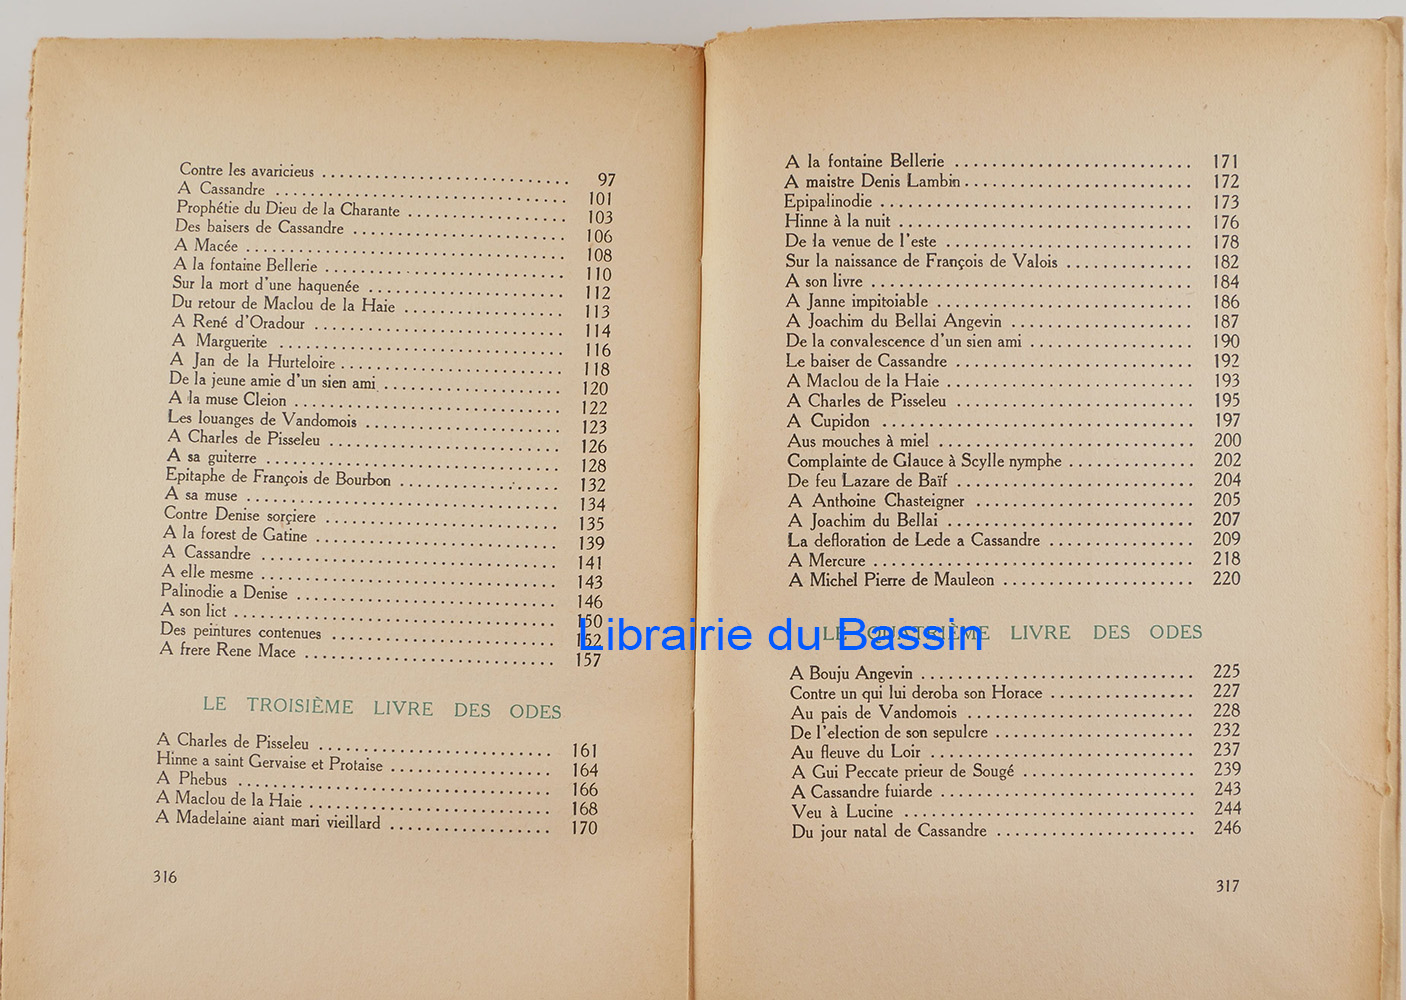 Contre les avaricieus .......................... 97
A Cassandre .......................... 101
Prophétie du Dieu de la Charante .......................... 103
Des baisers de Cassandre .......................... 106
A Macée .......................... 108
A la fontaine Bellerie .......................... 110
Sur la mort d'une haquenée .......................... 112
Du retour de Maclou de la Haie .......................... 113
A René d'Oradour .......................... 114
A Marguerite .......................... 116
A Jan de la Hurteloire .......................... 118
De la jeune amie d'un sien ami .......................... 120
A la muse Cleion .......................... 122
Les louanges de Vandomois .......................... 123
A Charles de Pisseleu .......................... 126
A sa guiterre .......................... 128
Epitaphe de François de Bourbon .......................... 132
A sa muse .......................... 134
Contre Denise sorçiere .......................... 135
A la forest de Gatine .......................... 139
A Cassandre .......................... 141
A elle mesme .......................... 143
Palinodie a Denise .......................... 146
A son lict .......................... 150
Des peintures contenues .......................... 152
A frere Rene Mace .......................... 157
LE TROISIÈME LIVRE DES ODES
A Charles de Pisseleu .......................... 161
Hinne a saint Gervaise et Protaise .......................... 164
A Phebus .......................... 166
A Maclou de la Haie .......................... 168
A Madelaine aiant mari vieillard .......................... 170
316
A la fontaine Bellerie .......................... 171
A maistre Denis Lambin .......................... 172
Epipalinodie .......................... 173
Hinne à la nuit .......................... 176
De la venue de l'este .......................... 178
Sur la naissance de François de Valois .......................... 182
A son livre .......................... 184
A Janne impitoiable .......................... 186
A Joachim du Bellai Angevin .......................... 187
De la convalescence d'un sien ami .......................... 190
Le baiser de Cassandre .......................... 192
A Maclou de la Haie .......................... 193
A Charles de Pisseleu .......................... 195
A Cupidon .......................... 197
Aus mouches à miel .......................... 200
Complainte de Glauce à Scylle nymphe .......................... 202
De feu Lazare de Baïf .......................... 204
A Anthoine Chasteigner .......................... 205
A Joachim du Bellai .......................... 207
La defloration de Lede a Cassandre .......................... 209
A Mercure .......................... 218
A Michel Pierre de Mauleon .......................... 220
LE QUATRIÈME LIVRE DES ODES
A Bouju Angevin .......................... 225
Contre un qui lui deroba son Horace .......................... 227
Au pais de Vandomois .......................... 228
De l'election de son sepulcre .......................... 232
Au fleuve du Loir .......................... 237
A Gui Peccate prieur de Sougé .......................... 239
A Cassandre fuiarde .......................... 243
Veu à Lucine .......................... 244
Du jour natal de Cassandre .......................... 246
317
Librairie du Bassin